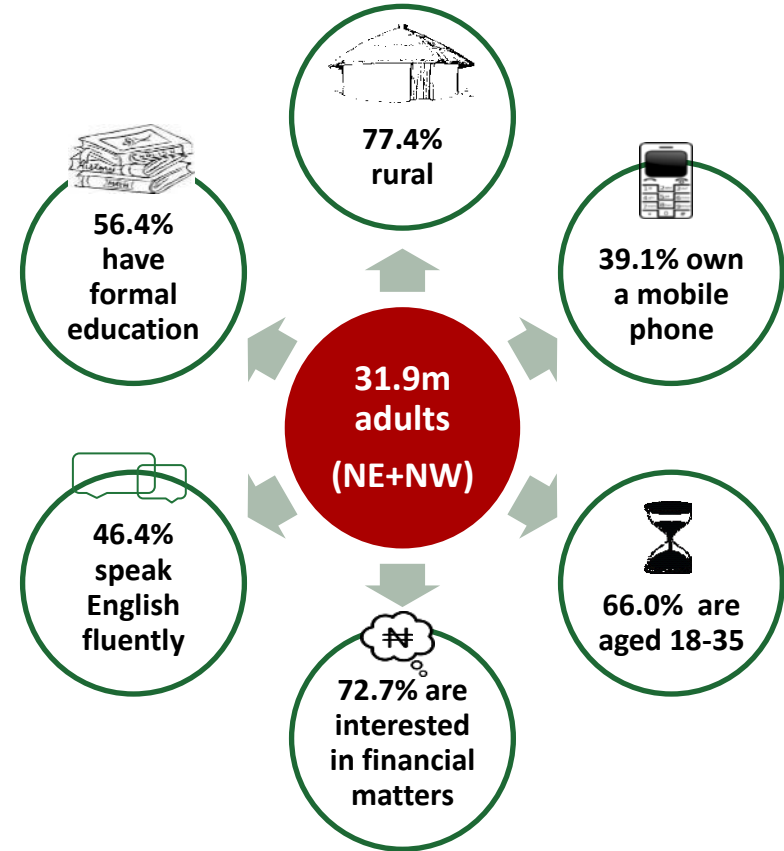 77.4%
rural
56.4%
have
formal
education
39.1% own
a mobile
phone
31.9m
adults
(NE+NW)
46.4%
speak
English
fluently
66.0% are
aged 18-35
₦
72.7% are
interested
in financial
matters